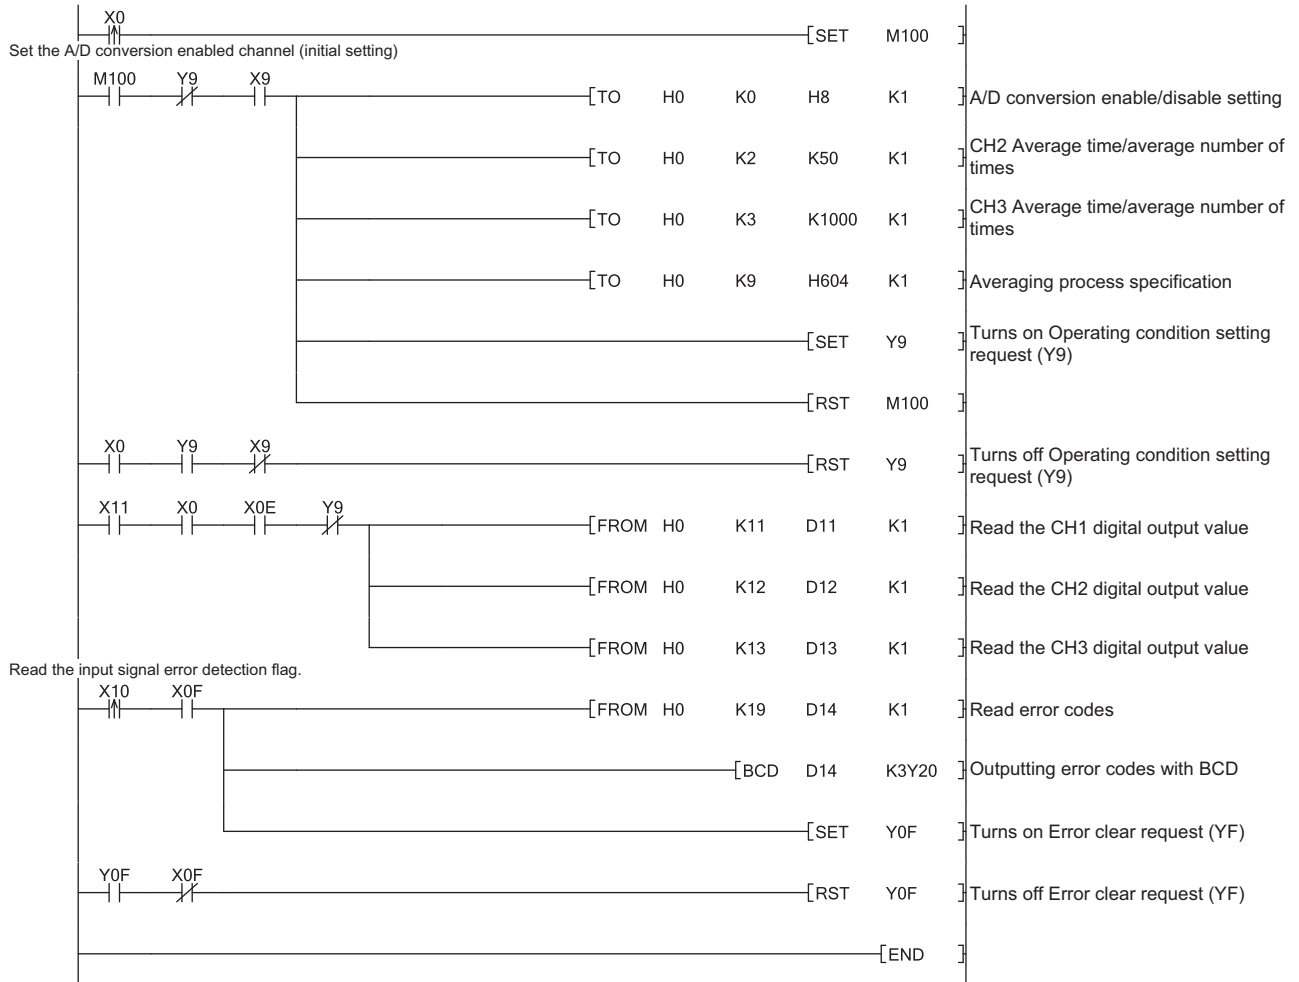 X0
[SET M100 ]
Set the A/D conversion enabled channel (initial setting)
M100 Y9 X9
[TO H0 K0 H8 K1 ] A/D conversion enable/disable setting
[TO H0 K2 K50 K1 ] CH2 Average time/average number of
times
[TO H0 K3 K1000 K1 ] CH3 Average time/average number of
times
[TO H0 K9 H604 K1 ] Averaging process specification
[SET Y9 ] Turns on Operating condition setting
request (Y9)
[RST M100 ]
X0 Y9 X9
[RST Y9 ] Turns off Operating condition setting
request (Y9)
X11 X0 X0E Y9
[FROM H0 K11 D11 K1 ] Read the CH1 digital output value
[FROM H0 K12 D12 K1 ] Read the CH2 digital output value
[FROM H0 K13 D13 K1 ] Read the CH3 digital output value
Read the input signal error detection flag.
X10 X0F
[FROM H0 K19 D14 K1 ] Read error codes
[BCD D14 K3Y20 ] Outputting error codes with BCD
[SET Y0F ] Turns on Error clear request (YF)
Y0F X0F
[RST Y0F ] Turns off Error clear request (YF)
[END ]